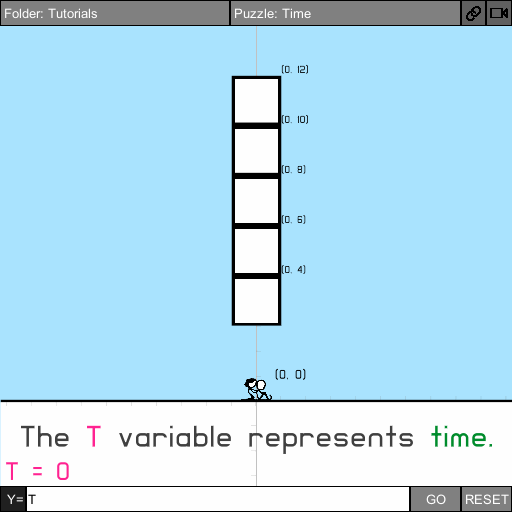 Folder: Tutorials
Puzzle: Time
(0, 12)
(0, 10)
(0, 8)
(0, 6)
(0, 4)
(0, 0)
The T variable represents time.
T = 0
Y= T
GO
RESET